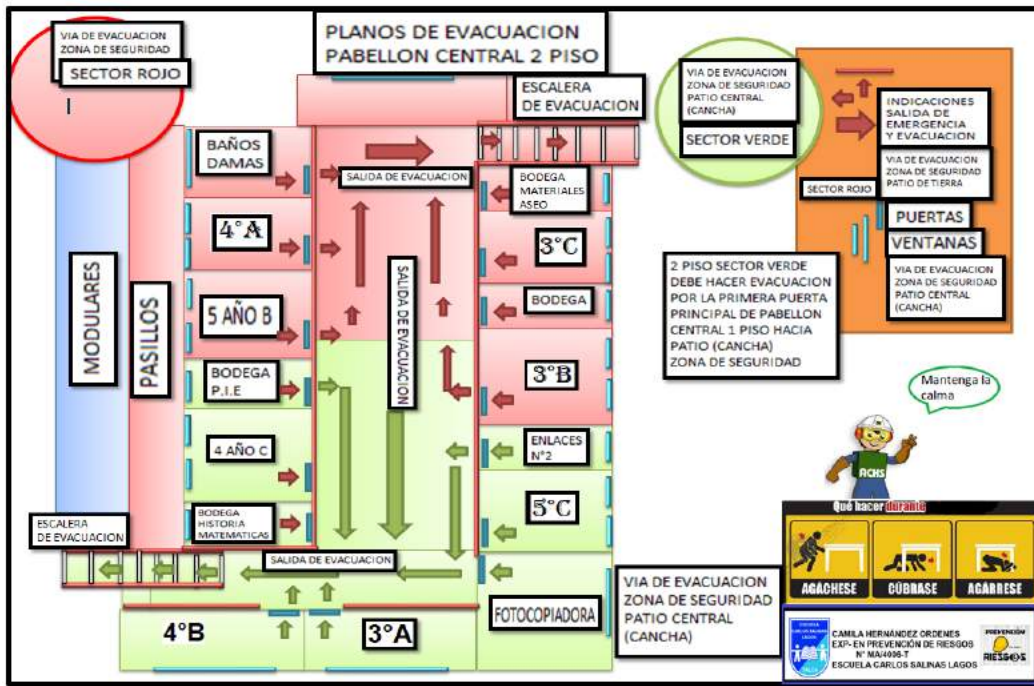 PLANOS DE EVACUACION
PABELLON CENTRAL 2 PISO
VIA DE EVACUACION
ZONA DE SEGURIDAD
SECTOR ROJO
ESCALERA
DE EVACUACION
VIA DE EVACUACION
ZONA DE SEGURIDAD
PATIO CENTRAL
(CANCHA)
SECTOR VERDE
INDICACIONES
SALIDA DE
EMERGENCIA
Y EVACUACION
VIA DE EVACUACION
ZONA DE SEGURIDAD
PATIO DE TIERRA
SECTOR ROJO
PUERTAS
VENTANAS
VIA DE EVACUACION
ZONA DE SEGURIDAD
PATIO CENTRAL
(CANCHA)
2 PISO SECTOR VERDE
DEBE HACER EVACUACION
POR LA PRIMERA PUERTA
PRINCIPAL DE PABELLON
CENTRAL 1 PISO HACIA
PATIO (CANCHA)
ZONA DE SEGURIDAD
MODULARES
PASILLOS
BAÑOS
DAMAS
4°A
5 AÑO B
BODEGA
P.I.E
4 AÑO C
BODEGA
HISTORIA
MATEMATICAS
SALIDA DE EVACUACION
SALIDA DE EVACUACION
BODEGA
MATERIALES
ASEO
3°C
BODEGA
3°B
ENLACES
N°2
5°C
FOTOCOPIADORA
ESCALERA
DE EVACUACION
SALIDA DE EVACUACION
4°B
3°A
VIA DE EVACUACION
ZONA DE SEGURIDAD
PATIO CENTRAL
(CANCHA)
Mantenga la
calma
ACHS
Qué hacer durante
AGÁCHESE
CÚBRASE
AGÁRRESE
CAMILA HERNÁNDEZ ORDENES
EXP- EN PREVENCIÓN DE RIESGOS
N° MA/4006-T
ESCUELA CARLOS SALINAS LAGOS
PREVENCIÓN
RIESGOS